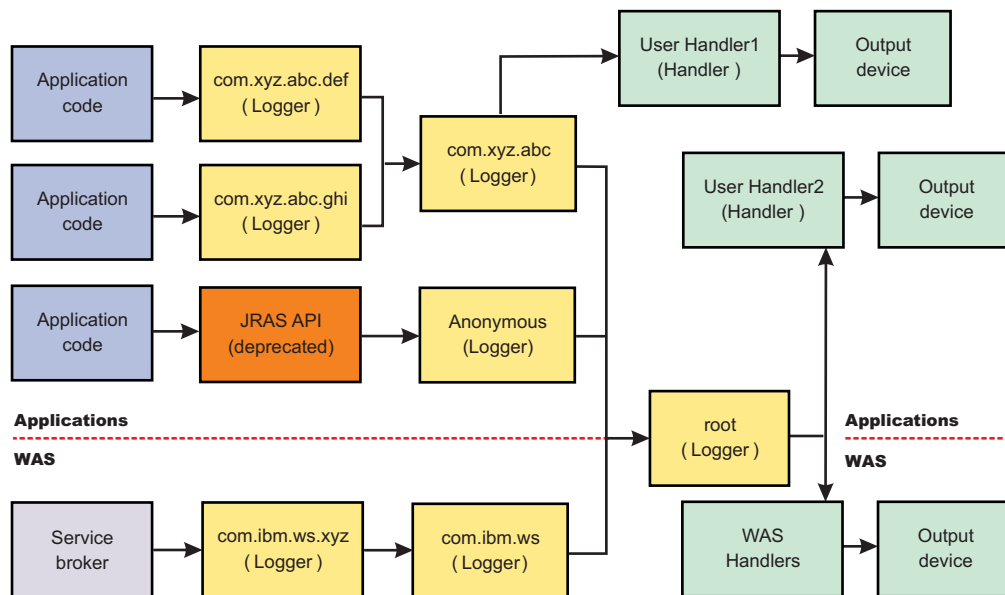 Application
code
com.xyz.abc.def
( Logger )
User Handler1
(Handler )
Output
device
com.xyz.abc
(Logger )
Application
code
com.xyz.abc.ghi
( Logger )
User Handler2
(Handler )
Output
device
Application
code
JRAS API
(deprecated)
Anonymous
(Logger)
Applications
WAS
root
( Logger )
Applications
WAS
Service
broker
com.ibm.ws.xyz
( Logger )
com.ibm.ws
( Logger )
WAS
Handlers
Output
device